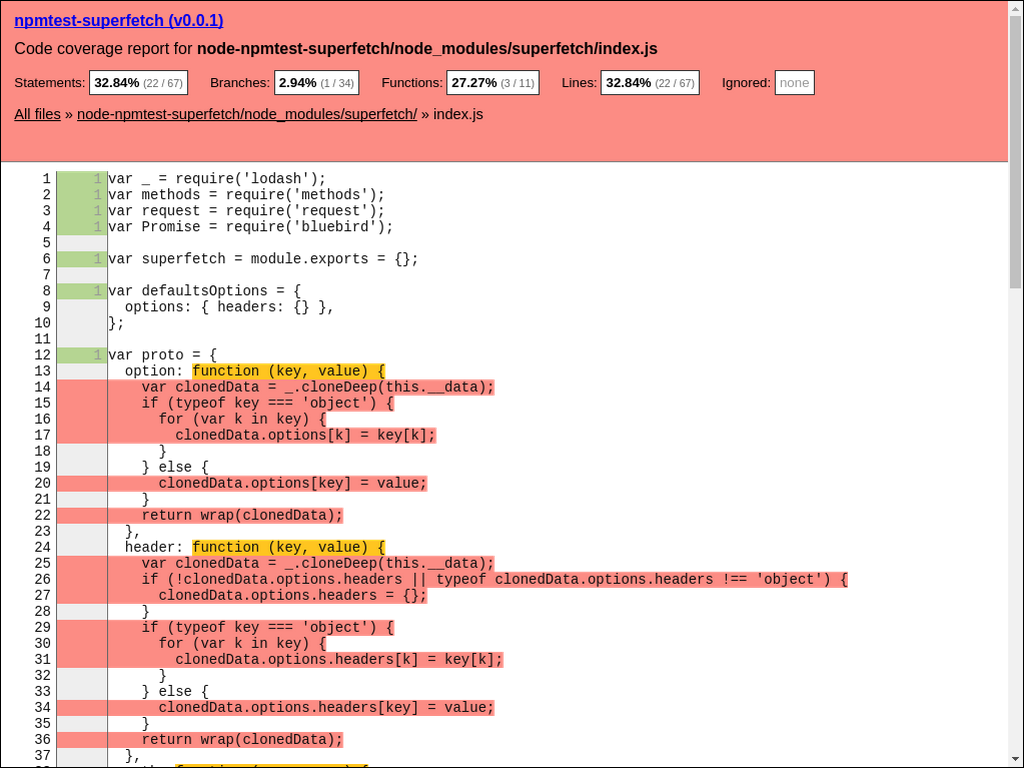 npmtest-superfetch (v0.0.1)
Code coverage report for node-npmtest-superfetch/node_modules/superfetch/index.js
Statements: 32.84% (22 / 67) Branches: 2.94% (1 / 34) Functions: 27.27% (3 / 11) Lines: 32.84% (22 / 67) Ignored: none
All files » node-npmtest-superfetch/node_modules/superfetch/ » index.js
1 1 var _ = require('lodash');
2 1 var methods = require('methods');
3 1 var request = require('request');
4 1 var Promise = require('bluebird');
5
6 1 var superfetch = module.exports = {};
7
8 1 var defaultsOptions = {
9 options: { headers: {} },
10 };
11
12 1 var proto = {
13 option: function (key, value) {
14 var clonedData = _.cloneDeep(this.__data);
15 if (typeof key === 'object') {
16 for (var k in key) {
17 clonedData.options[k] = key[k];
18 }
19 } else {
20 clonedData.options[key] = value;
21 }
22 return wrap(clonedData);
23 },
24 header: function (key, value) {
25 var clonedData = _.cloneDeep(this.__data);
26 if (!clonedData.options.headers || typeof clonedData.options.headers !== 'object') {
27 clonedData.options.headers = {};
28 }
29 if (typeof key === 'object') {
30 for (var k in key) {
31 clonedData.options.headers[k] = key[k];
32 }
33 } else {
34 clonedData.options.headers[key] = value;
35 }
36 return wrap(clonedData);
37 },